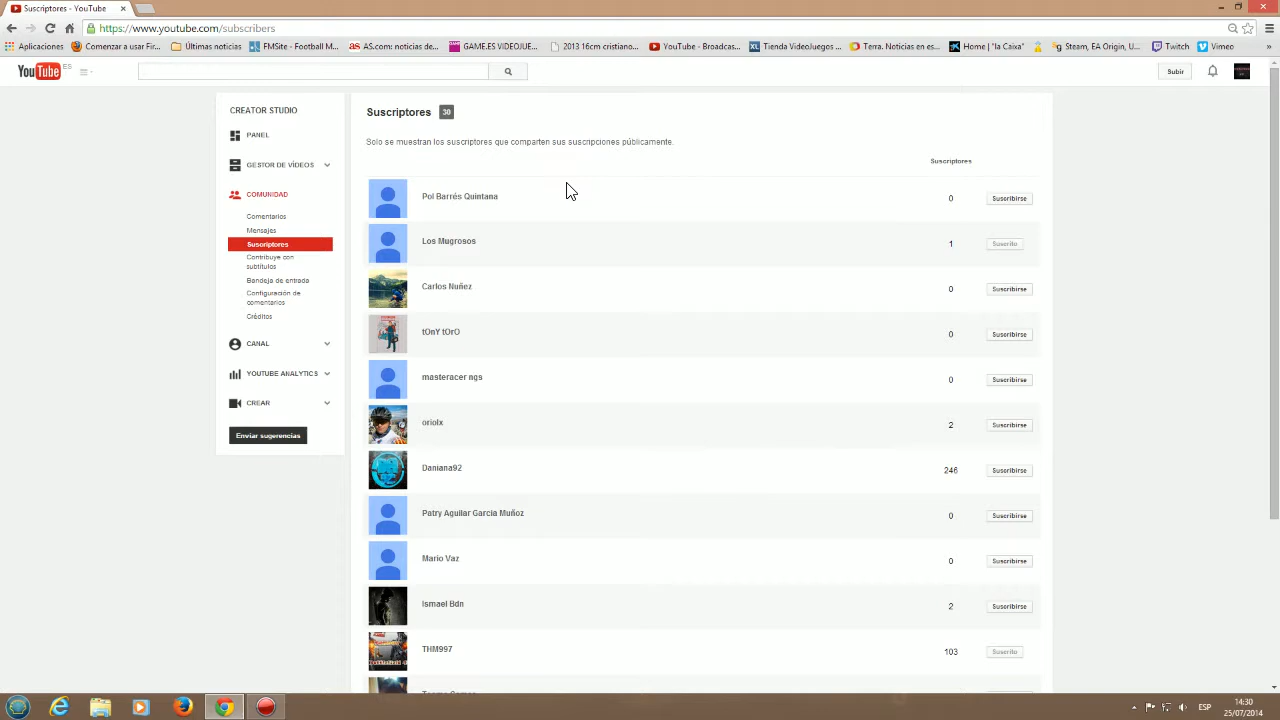 Suscriptores - YouTube
https://www.youtube.com/subscribers
Aplicaciones Comenzar a usar Fir... Últimas noticias FMSite - Football M... AS.com: noticias de... GAME.ES VIDEOJUE... 2013 16cm cristiano... YouTube - Broadcas... Tienda VideoJuegos ... Terra. Noticias en es... Home | "la Caixa" Steam, EA Origin, U... Twitch Vimeo »
YouTube ES
Subir
CREATOR STUDIO
PANEL
GESTOR DE VÍDEOS
COMUNIDAD
Comentarios
Mensajes
Suscriptores
Contribuye con
subtítulos
Bandeja de entrada
Configuración de
comentarios
Créditos
CANAL
YOUTUBE ANALYTICS
CREAR
Enviar sugerencias
Suscriptores 30
Solo se muestran los suscriptores que comparten sus suscripciones públicamente.
Suscriptores
Pol Barrés Quintana 0 Suscribirse
Los Mugrosos 1 Suscrito
Carlos Nuñez 0 Suscribirse
tOnY tOrO 0 Suscribirse
masteracer ngs 0 Suscribirse
oriolx 2 Suscribirse
Daniana92 246 Suscribirse
Patry Aguilar Garcia Muñoz 0 Suscribirse
Mario Vaz 0 Suscribirse
Ismael Bdn 2 Suscribirse
THM997 103 Suscrito
ESP
14:30
25/07/2014